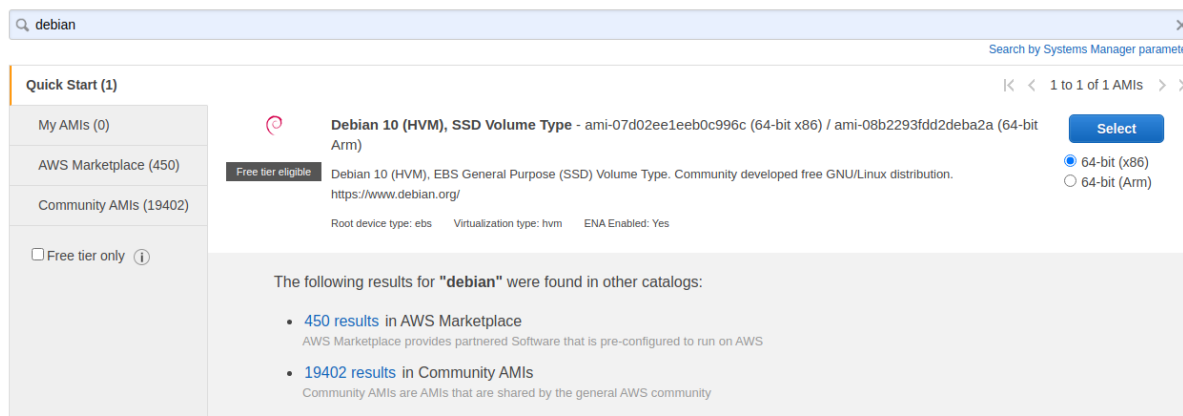 debian
Search by Systems Manager paramete
Quick Start (1)
1 to 1 of 1 AMIs
My AMIs (0)
AWS Marketplace (450)
Community AMIs (19402)
Free tier only
Free tier eligible
Debian 10 (HVM), SSD Volume Type - ami-07d02ee1eeb0c996c (64-bit x86) / ami-08b2293fdd2deba2a (64-bit
Arm)
Debian 10 (HVM), EBS General Purpose (SSD) Volume Type. Community developed free GNU/Linux distribution.
https://www.debian.org/
Root device type: ebs Virtualization type: hvm ENA Enabled: Yes
Select
64-bit (x86)
64-bit (Arm)
The following results for "debian" were found in other catalogs:
450 results in AWS Marketplace
AWS Marketplace provides partnered Software that is pre-configured to run on AWS
19402 results in Community AMIs
Community AMIs are AMIs that are shared by the general AWS community